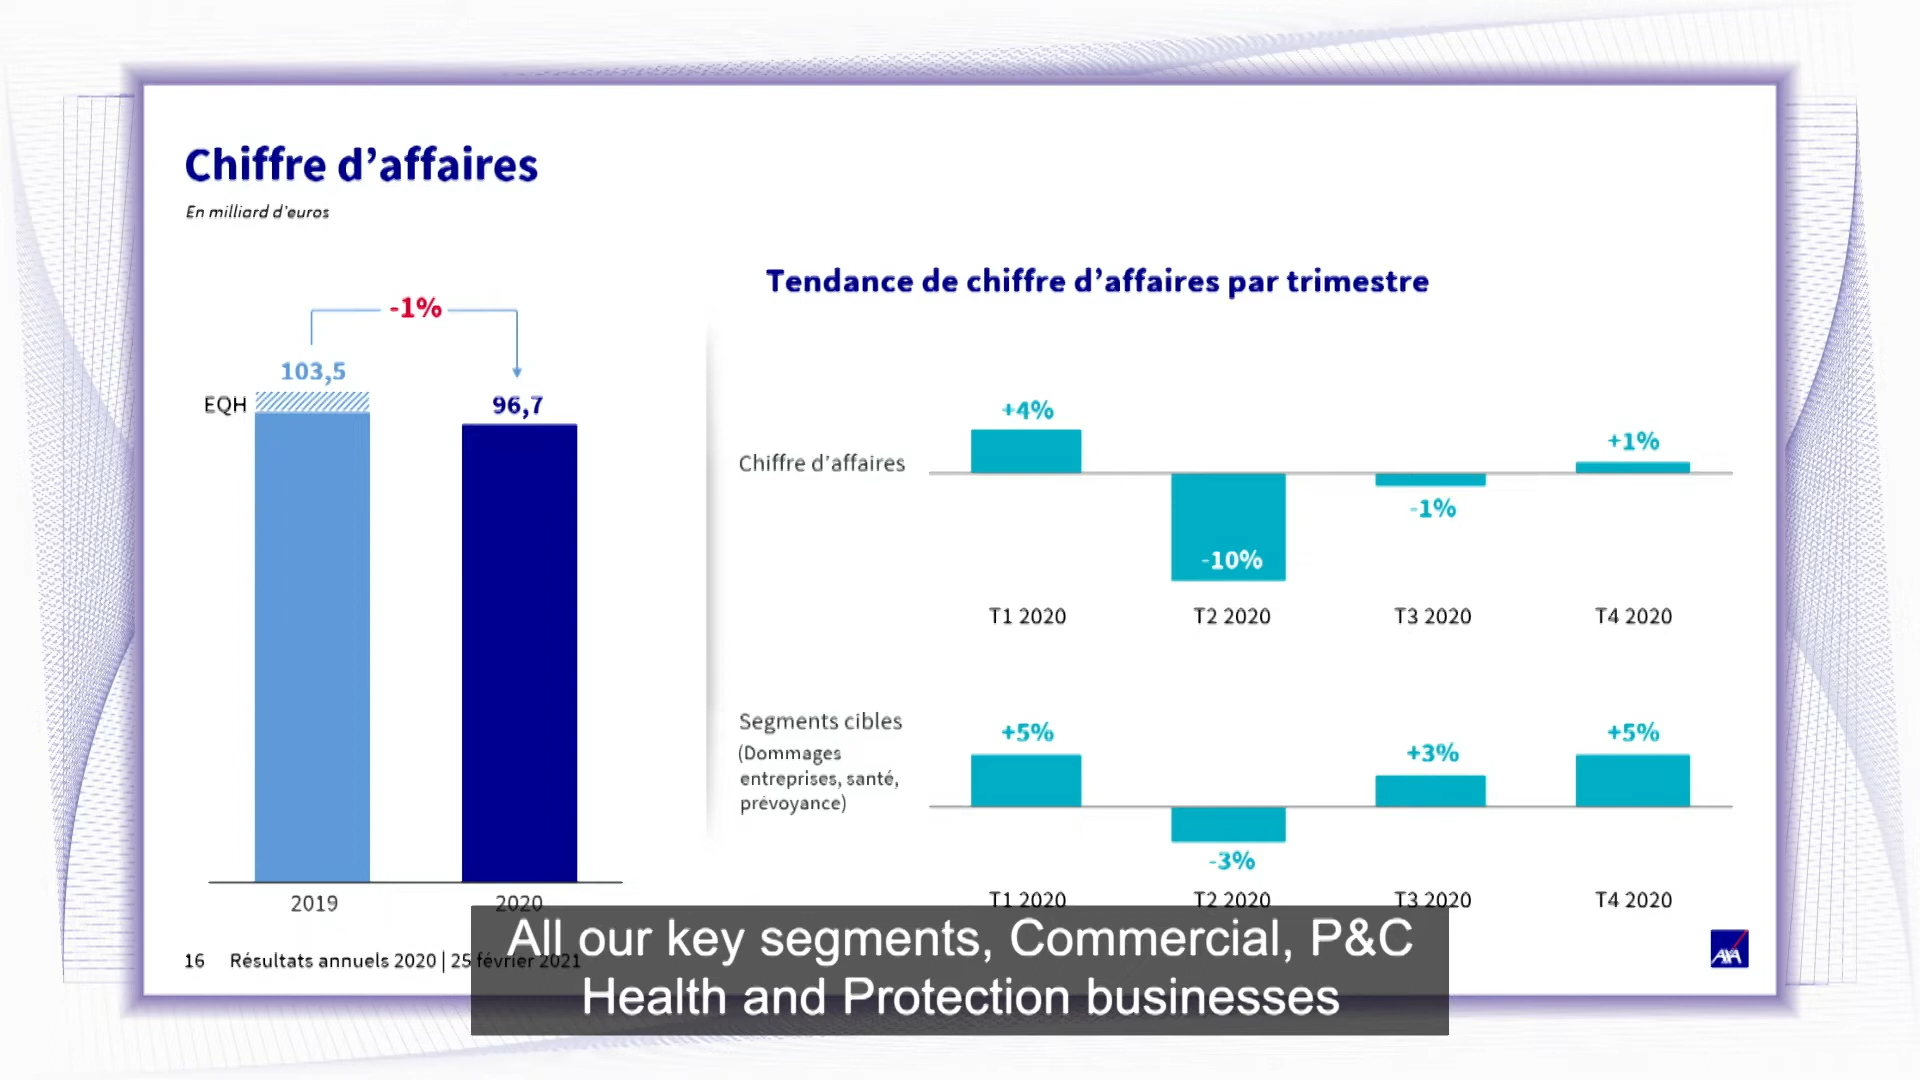 Chiffre d’affaires
En milliard d’euros
-1%
103,5
EQH
96,7
2019
2020
Tendance de chiffre d’affaires par trimestre
Chiffre d’affaires
+4%
-10%
-1%
+1%
T1 2020
T2 2020
T3 2020
T4 2020
Segments cibles
(Dommages
entreprises, santé,
prévoyance)
+5%
-3%
+3%
+5%
T1 2020
T2 2020
T3 2020
T4 2020
16 Résultats annuels 2020 | 25 février 2021
AXA
All our key segments, Commercial, P&C
Health and Protection businesses